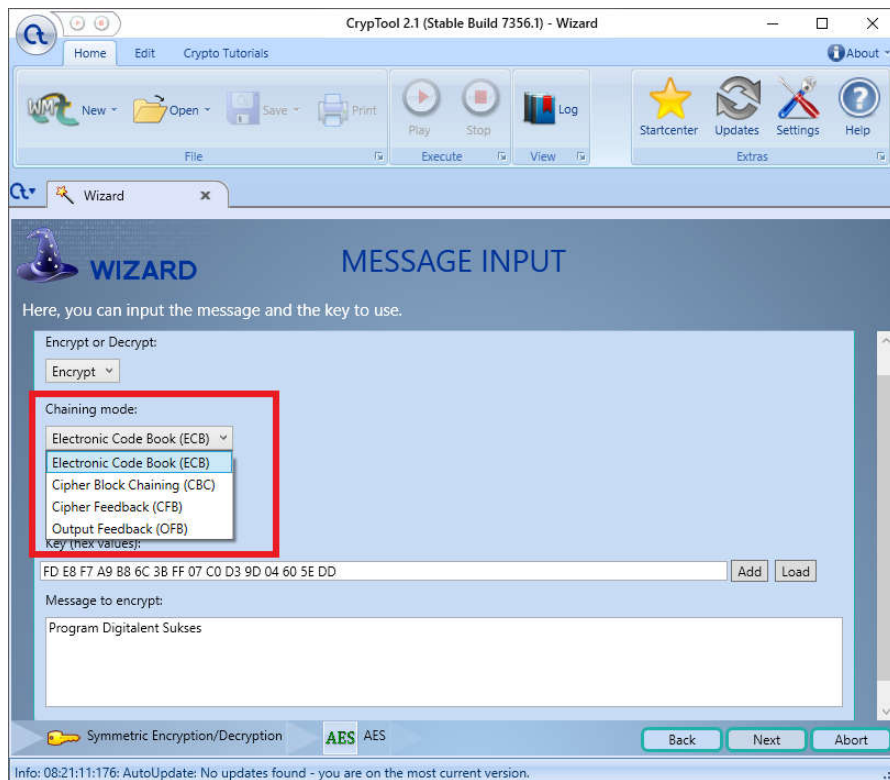 CrypTool 2.1 (Stable Build 7356.1) - Wizard
Home Edit Crypto Tutorials About
New Open Save Print Play Stop Log Startcenter Updates Settings Help
File Execute View Extras
Wizard
WIZARD MESSAGE INPUT
Here, you can input the message and the key to use.
Encrypt or Decrypt:
Encrypt
Chaining mode:
Electronic Code Book (ECB)
Electronic Code Book (ECB)
Cipher Block Chaining (CBC)
Cipher Feedback (CFB)
Output Feedback (OFB)
Key (hex values):
FD E8 F7 A9 B8 6C 3B FF 07 C0 D3 9D 04 60 5E DD Add Load
Message to encrypt:
Program Digitalent Sukses
Symmetric Encryption/Decryption AES AES Back Next Abort
Info: 08:21:11:176: AutoUpdate: No updates found - you are on the most current version.